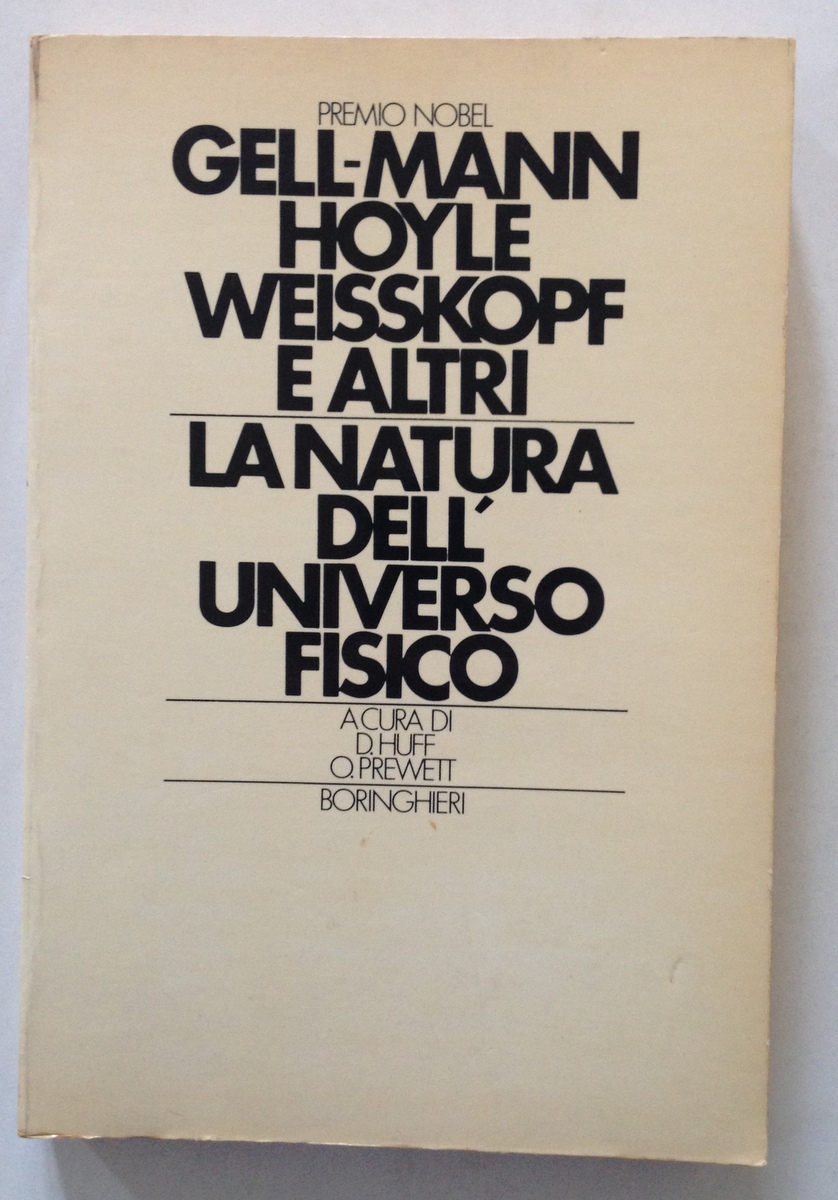 PREMIO NOBEL
GELL-MANN
HOYLE
WEISSKOPF
E ALTRI
LA NATURA
DELL'
UNIVERSO
FISICO
A CURA DI
D. HUFF
O. PREWETT
BORINGHIERI